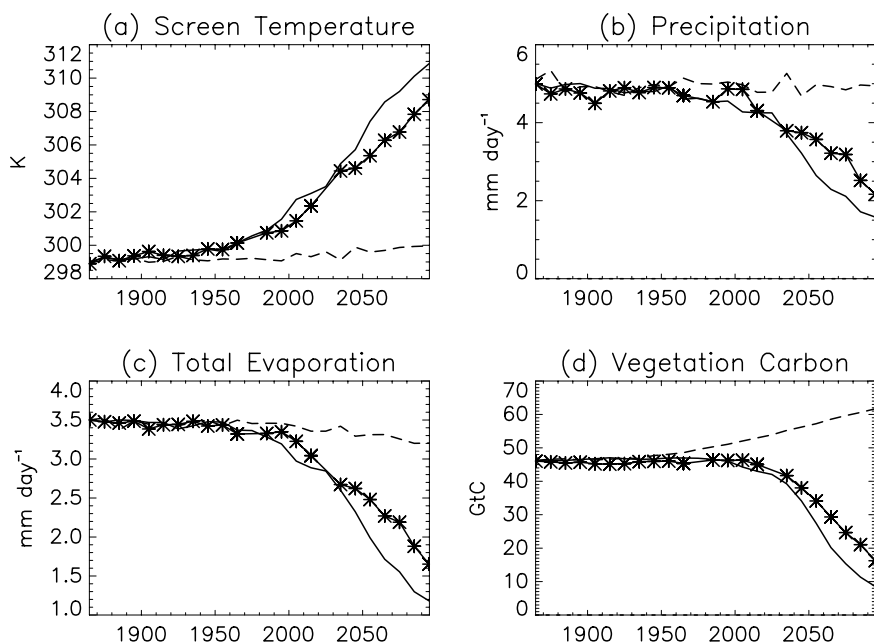 (a) Screen Temperature
312
310
308
306
304
302
300
298
K
1900 1950 2000 2050
(b) Precipitation
6
4
2
0
mm day⁻¹
1900 1950 2000 2050
(c) Total Evaporation
4.0
3.5
3.0
2.5
2.0
1.5
1.0
mm day⁻¹
1900 1950 2000 2050
(d) Vegetation Carbon
70
60
50
40
30
20
10
0
GtC
1900 1950 2000 2050